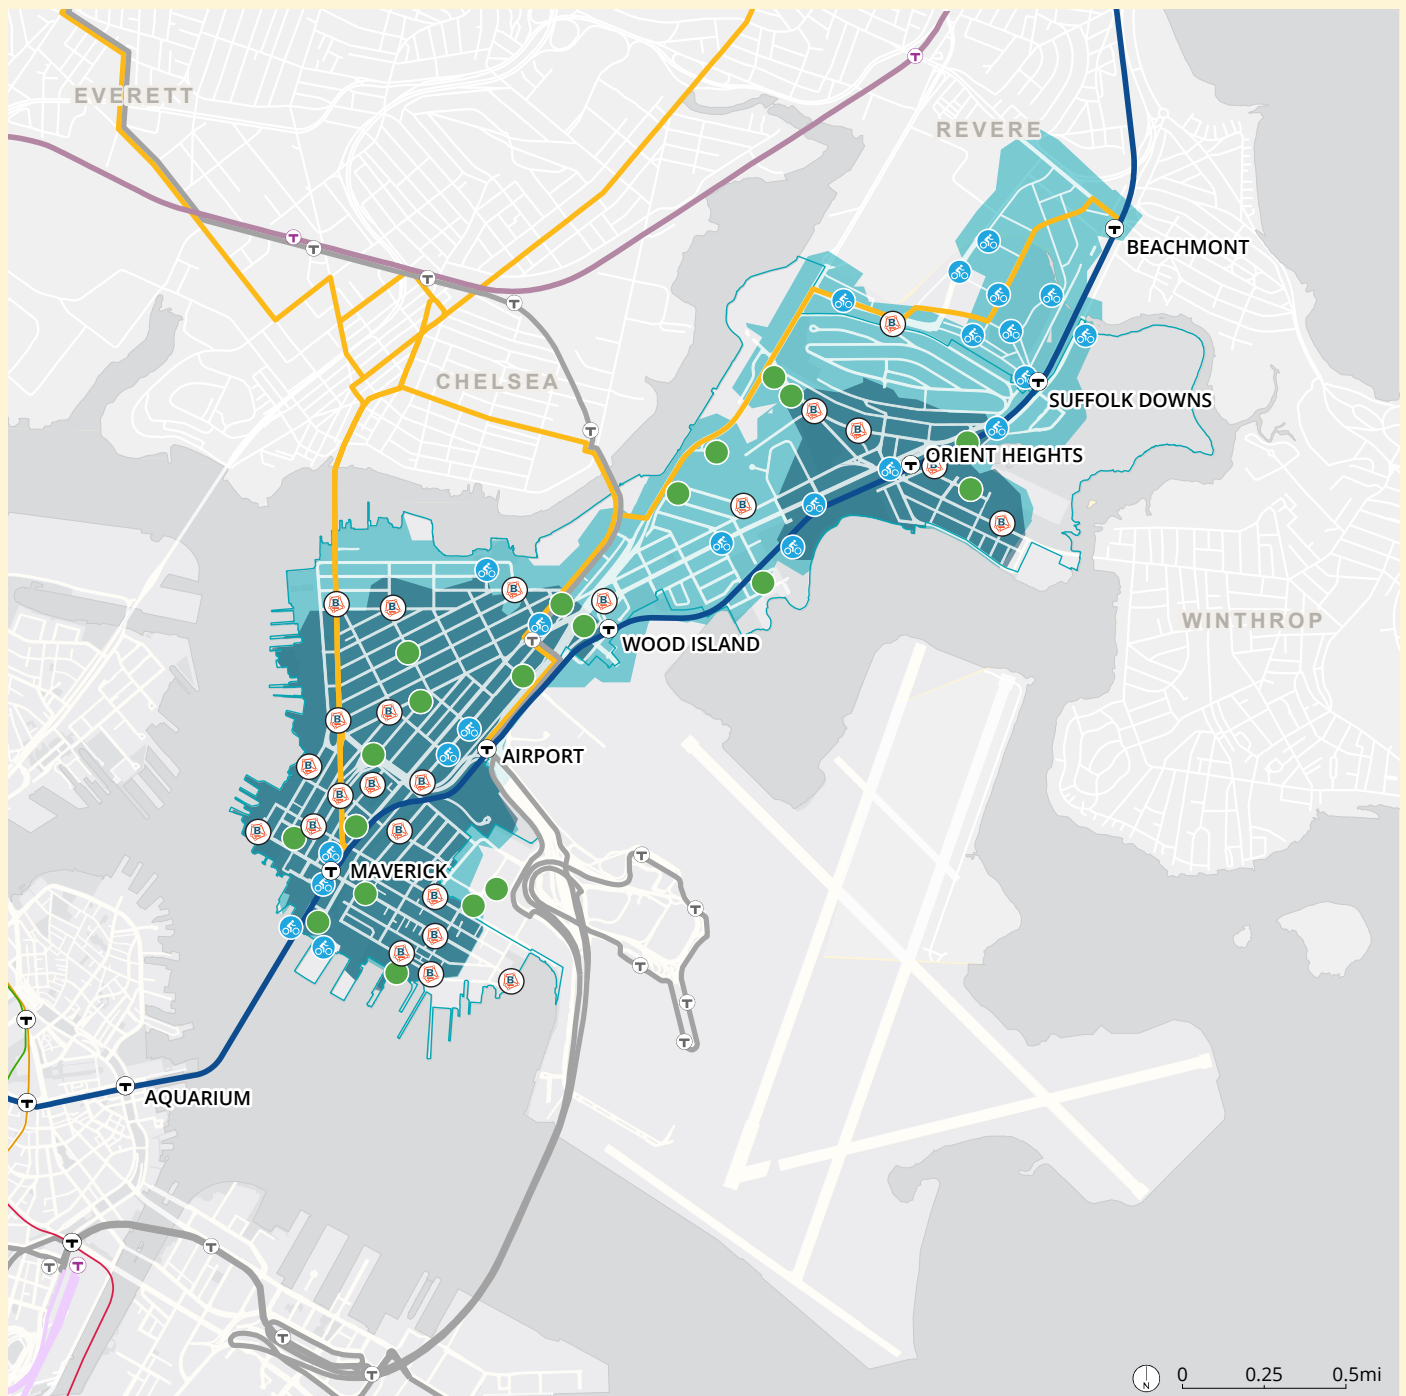 EVERETT
REVERE
BEACHMONT
CHELSEA
SUFFOLK DOWNS
ORIENT HEIGHTS
WINTHROP
WOOD ISLAND
AIRPORT
MAVERICK
AQUARIUM
N
0 0.25 0.5mi